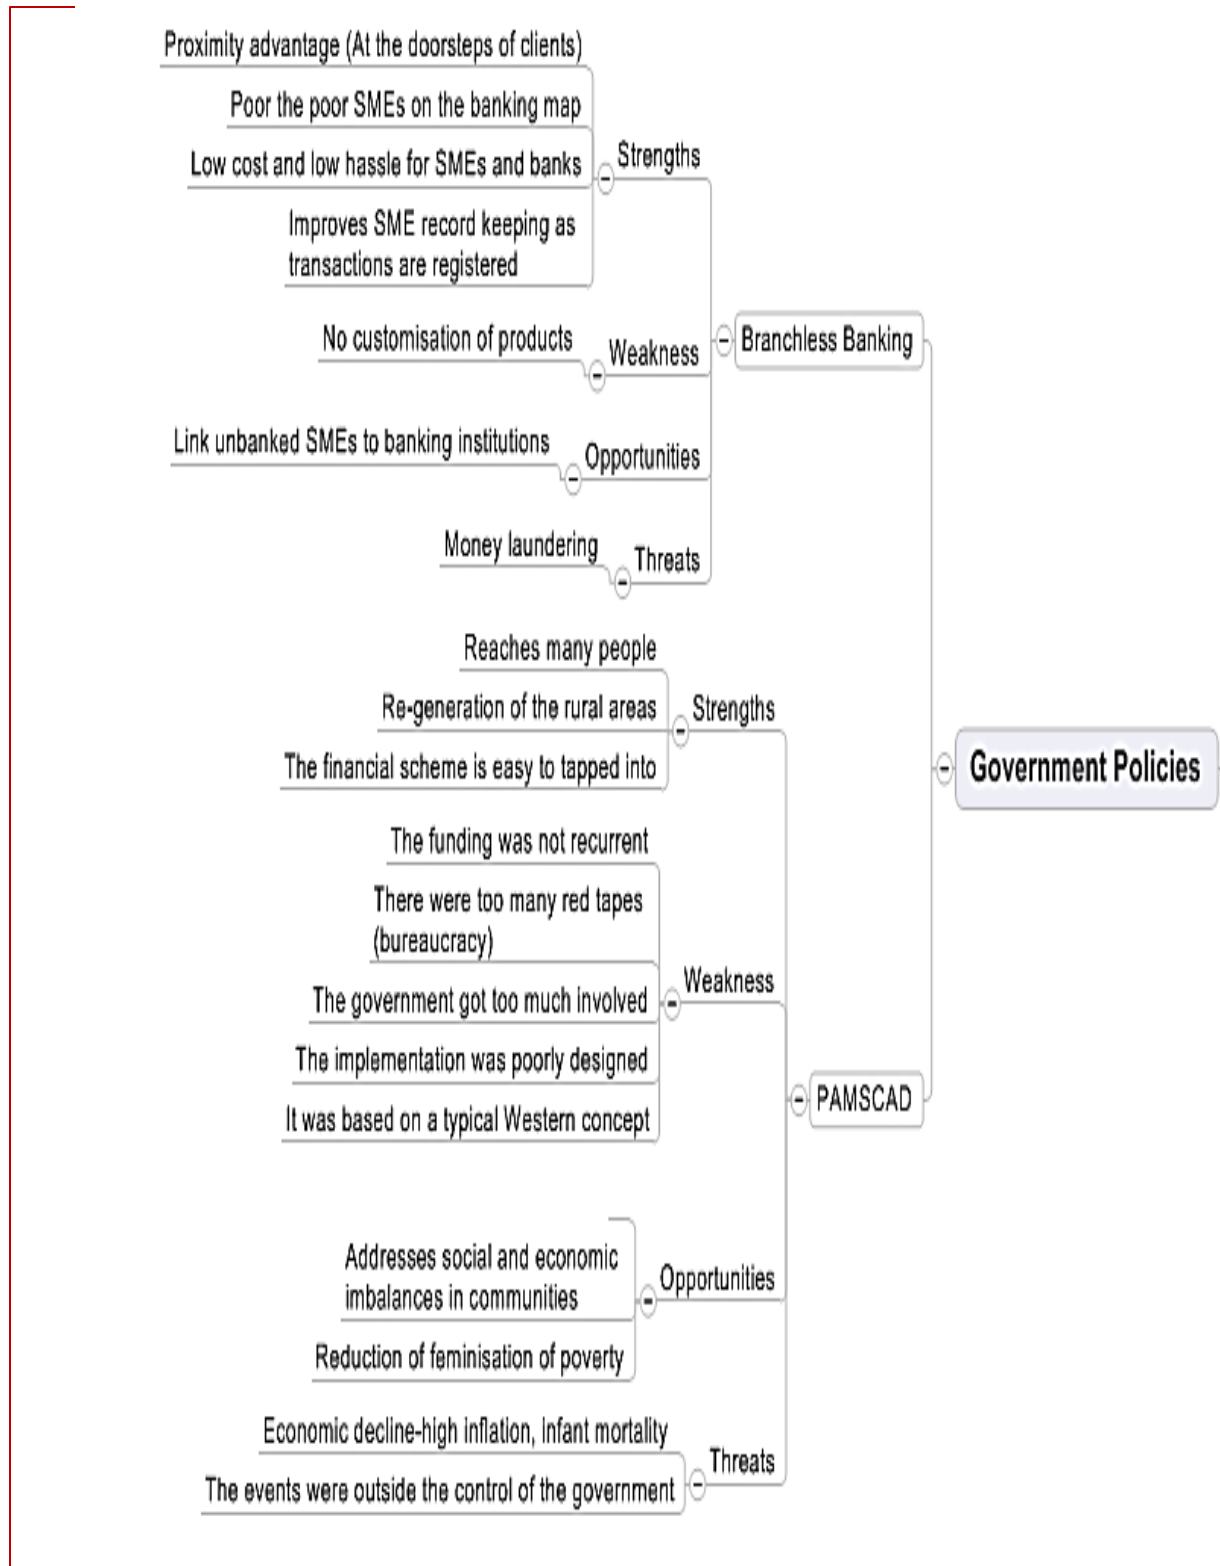 Proximity advantage (At the doorsteps of clients)
Poor the poor SMEs on the banking map
Low cost and low hassle for SMEs and banks
Improves SME record keeping as
transactions are registered
Strengths
No customisation of products
Weakness
Link unbanked SMEs to banking institutions
Opportunities
Money laundering
Threats
Branchless Banking
Reaches many people
Re-generation of the rural areas
The financial scheme is easy to tapped into
Strengths
The funding was not recurrent
There were too many red tapes
(bureaucracy)
The government got too much involved
The implementation was poorly designed
It was based on a typical Western concept
Weakness
Addresses social and economic
imbalances in communities
Reduction of feminisation of poverty
Opportunities
Economic decline-high inflation, infant mortality
The events were outside the control of the government
Threats
PAMSCAD
Government Policies